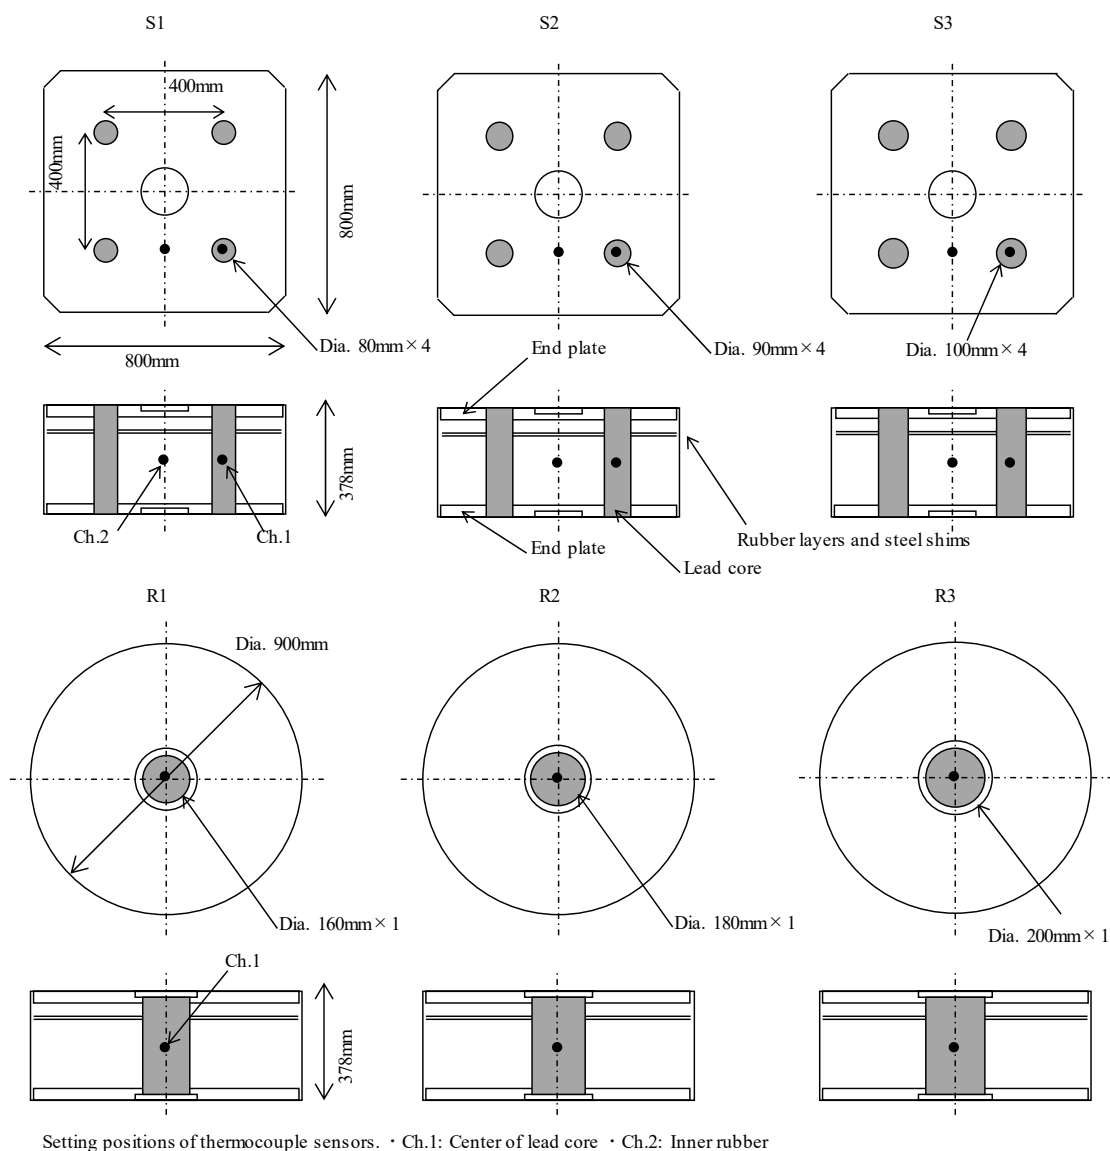 S1
S2
S3
400mm
400mm
800mm
800mm
Dia. 80mm×4
Dia. 90mm×4
Dia. 100mm×4
End plate
378mm
Ch.2
Ch.1
End plate
Rubber layers and steel shims
Lead core
R1
R2
R3
Dia. 900mm
Dia. 160mm×1
Dia. 180mm×1
Dia. 200mm×1
Ch.1
378mm
Setting positions of thermocouple sensors. ・Ch.1: Center of lead core ・Ch.2: Inner rubber